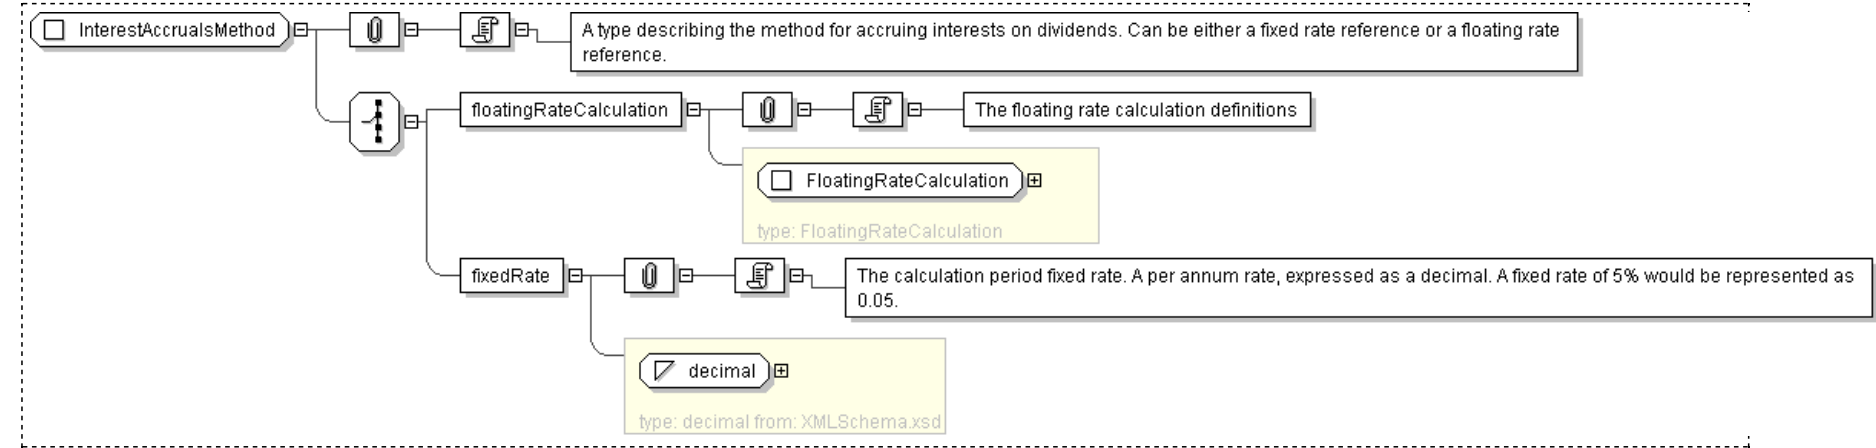 InterestAccrualsMethod
A type describing the method for accruing interests on dividends. Can be either a fixed rate reference or a floating rate
reference.
floatingRateCalculation
The floating rate calculation definitions
FloatingRateCalculation
type: FloatingRateCalculation
fixedRate
The calculation period fixed rate. A per annum rate, expressed as a decimal. A fixed rate of 5% would be represented as
0.05.
decimal
type: decimal from: XMLSchema.xsd